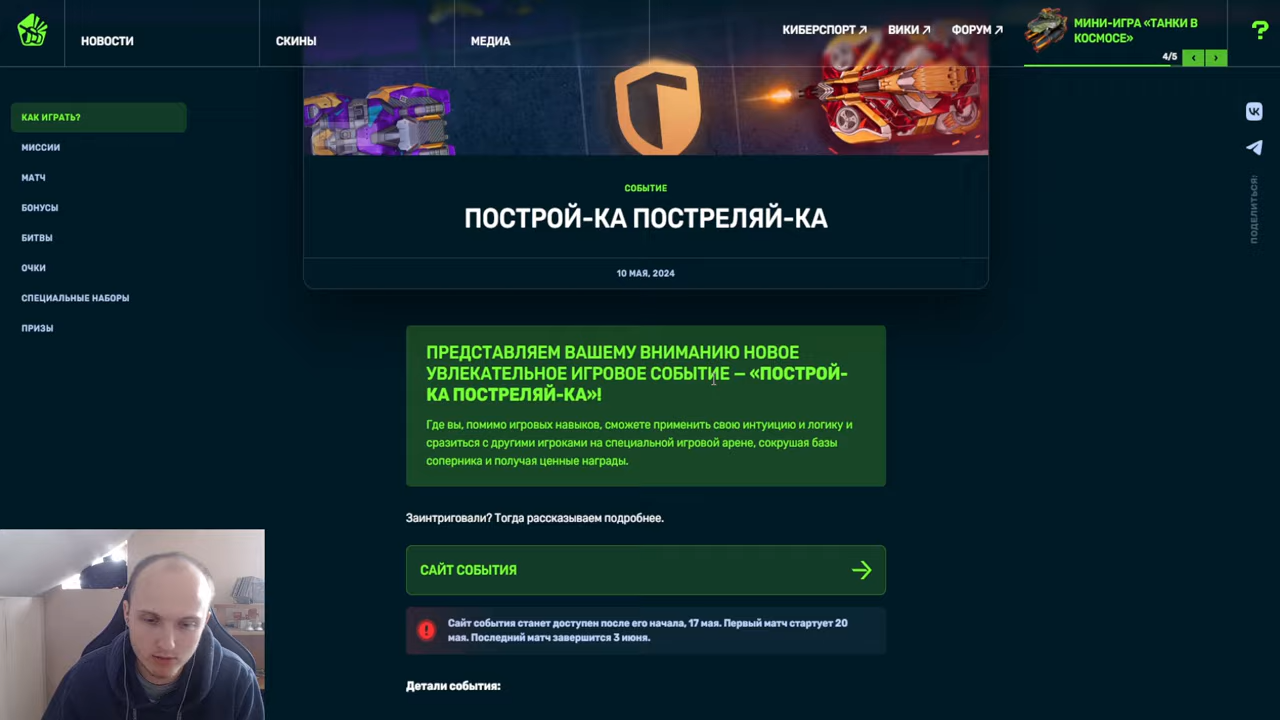 НОВОСТИ
СКИНЫ
МЕДИА
КИБЕРСПОРТ ↗
ВИКИ ↗
ФОРУМ ↗
МИНИ-ИГРА «ТАНКИ В
КОСМОСЕ»
4/5
?
КАК ИГРАТЬ?
МИССИИ
МАТЧ
БОНУСЫ
БИТВЫ
ОЧКИ
СПЕЦИАЛЬНЫЕ НАБОРЫ
ПРИЗЫ
СОБЫТИЕ
ПОСТРОЙ-КА ПОСТРЕЛЯЙ-КА
10 МАЯ, 2024
ПРЕДСТАВЛЯЕМ ВАШЕМУ ВНИМАНИЮ НОВОЕ
УВЛЕКАТЕЛЬНОЕ ИГРОВОЕ СОБЫТИЕ – «ПОСТРОЙ-
КА ПОСТРЕЛЯЙ-КА»!
Где вы, помимо игровых навыков, сможете применить свою интуицию и логику и
сразиться с другими игроками на специальной игровой арене, сокрушая базы
соперника и получая ценные награды.
Заинтриговали? Тогда рассказываем подробнее.
САЙТ СОБЫТИЯ
Сайт события станет доступен после его начала, 17 мая. Первый матч стартует 20
мая. Последний матч завершится 3 июня.
Детали события:
ПОДЕЛИТЬСЯ: